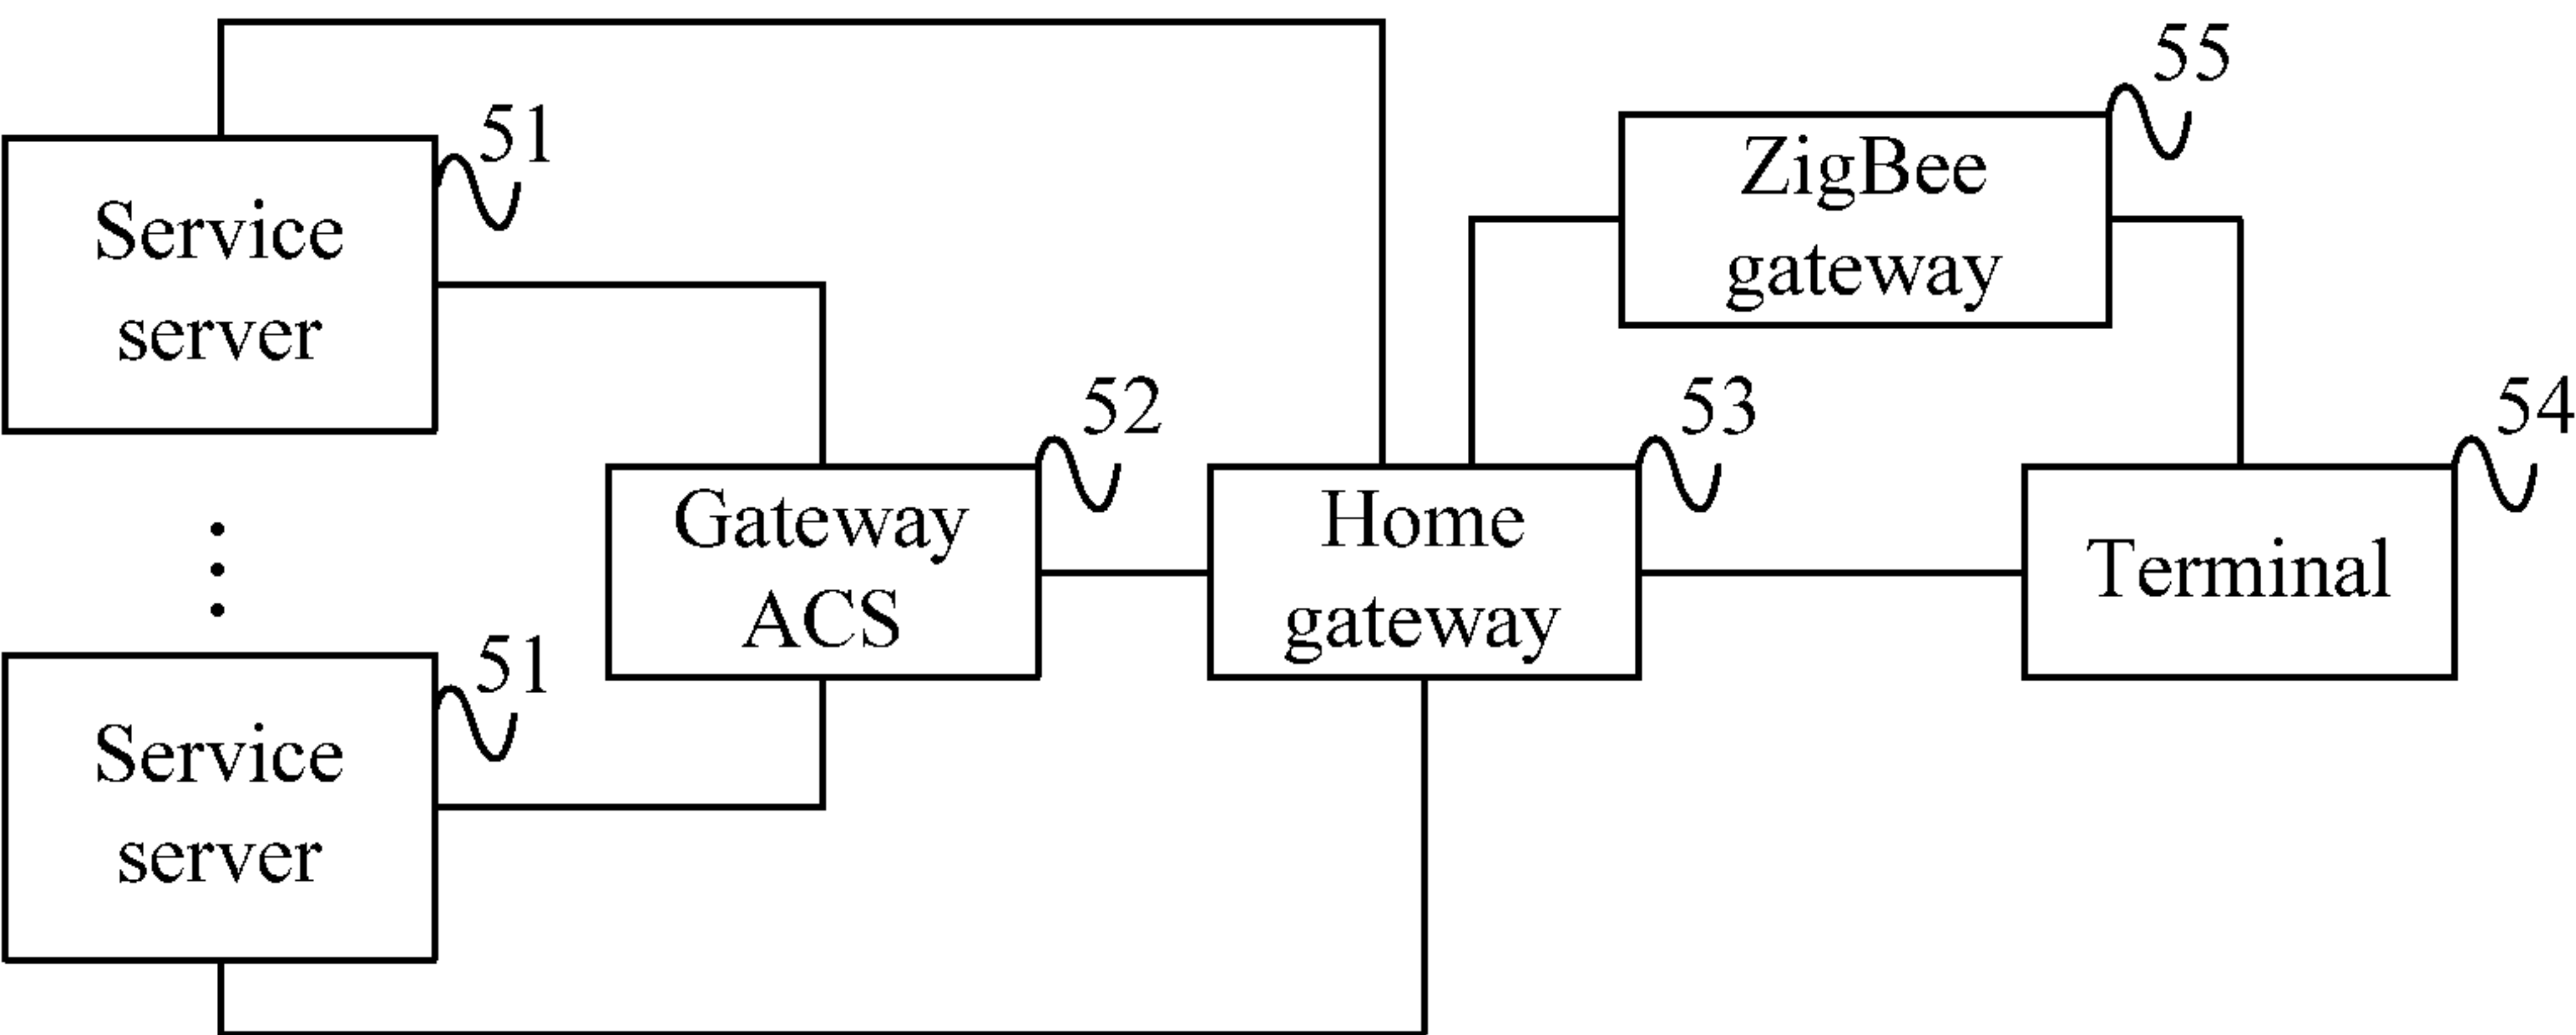 55
51
ZigBee
gateway
Service
server
52
53
54
Gateway
ACS
Home
gateway
Terminal
51
Service
server